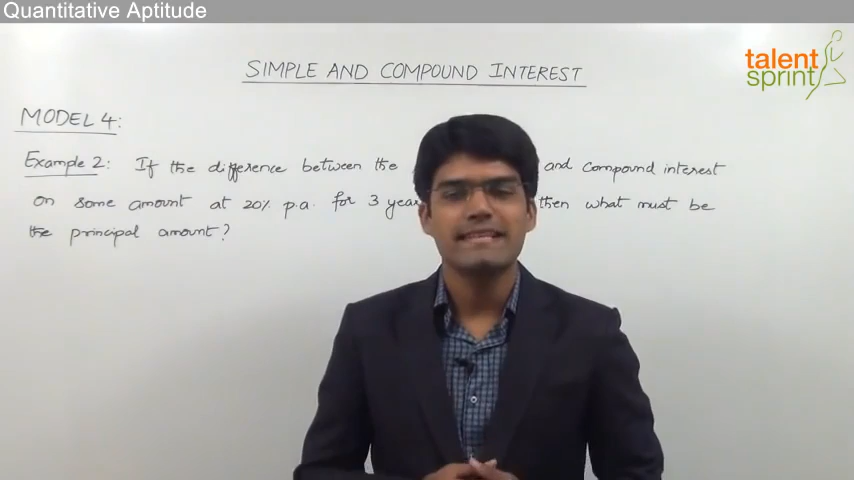 Quantitative Aptitude
talent
sprint
SIMPLE AND COMPOUND INTEREST
MODEL 4:
Example 2: If the difference between the and compound interest
on some amount at 20% p.a. for 3 year then what must be
the principal amount?